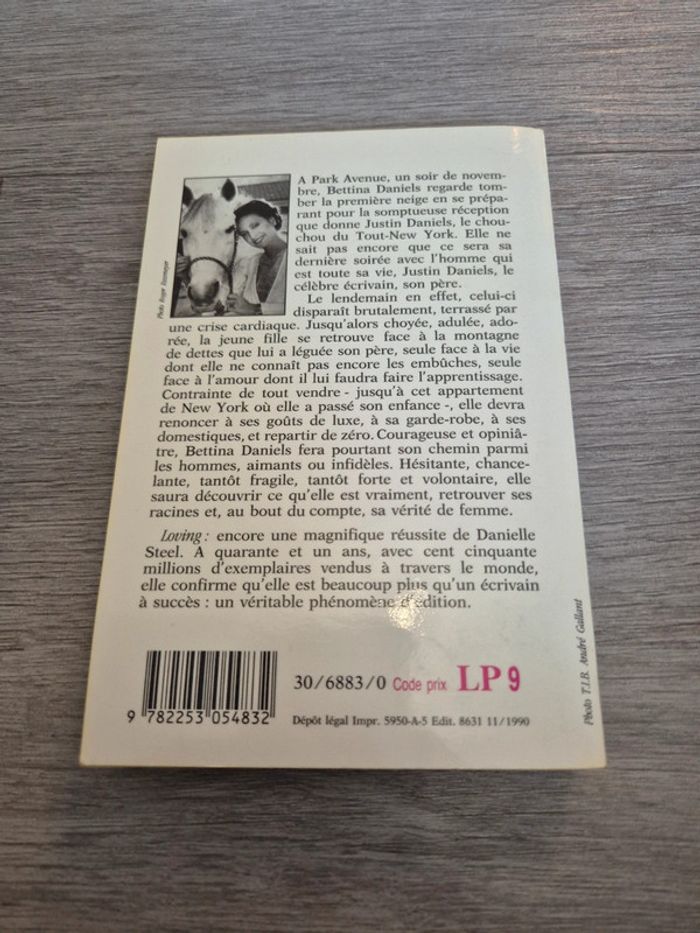 A Park Avenue, un soir de novem-
bre, Bettina Daniels regarde tom-
ber la première neige en se prépa-
rant pour la somptueuse réception
que donne Justin Daniels, le chou-
chou du Tout-New York. Elle ne
sait pas encore que ce sera sa
dernière soirée avec l'homme qui
est toute sa vie, Justin Daniels, le
célèbre écrivain, son père.
Le lendemain en effet, celui-ci
disparaît brutalement, terrassé par
une crise cardiaque. Jusqu'alors choyée, adulée, ado-
rée, la jeune fille se retrouve face à la montagne
de dettes que lui a léguée son père, seule face à la vie
dont elle ne connaît pas encore les embûches, seule
face à l'amour dont il lui faudra faire l'apprentissage.
Contrainte de tout vendre - jusqu'à cet appartement
de New York où elle a passé son enfance -, elle devra
renoncer à ses goûts de luxe, à sa garde-robe, à ses
domestiques, et repartir de zéro. Courageuse et opiniâ-
tre, Bettina Daniels fera pourtant son chemin parmi
les hommes, aimants ou infidèles. Hésitante, chance-
lante, tantôt fragile, tantôt forte et volontaire, elle
saura découvrir ce qu'elle est vraiment, retrouver ses
racines et, au bout du compte, sa vérité de femme.
Loving : encore une magnifique réussite de Danielle
Steel. A quarante et un ans, avec cent cinquante
millions d'exemplaires vendus à travers le monde,
elle confirme qu'elle est beaucoup plus qu'un écrivain
à succès : un véritable phénomène d'édition.
30/6883/0 Code prix LP 9
9 782253 054832
Dépôt légal Impr. 5950-A-5 Edit. 8631 11/1990
Photo T.I.B. André Gallant